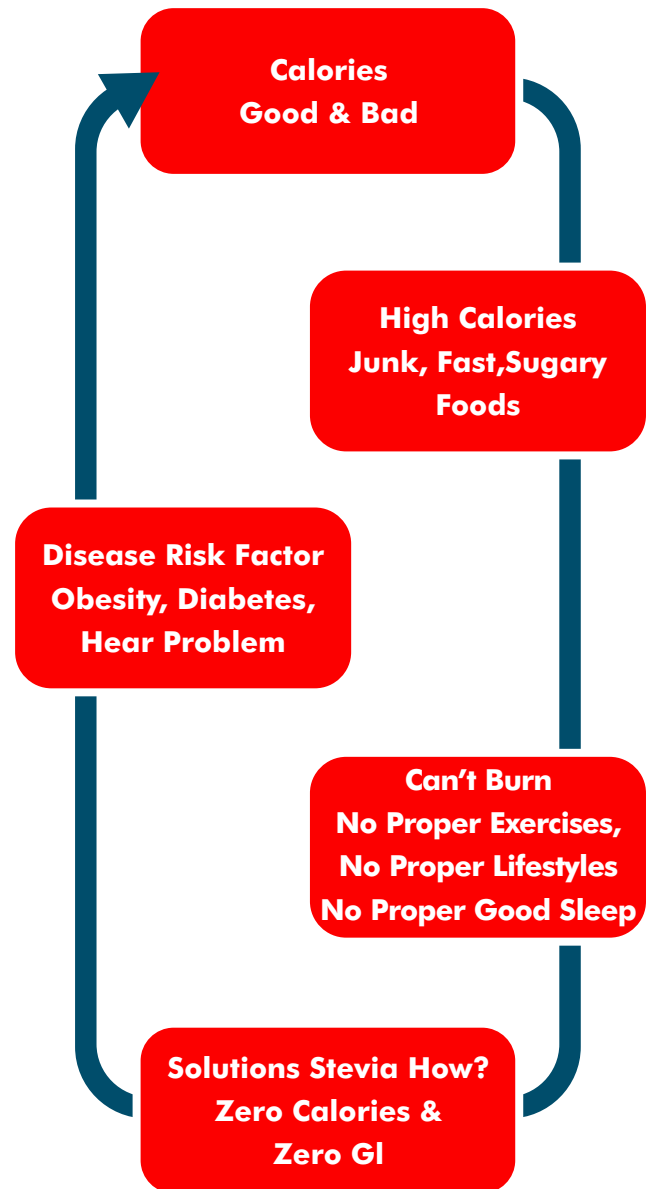 Calories
Good & Bad
High Calories
Junk, Fast,Sugary
Foods
Disease Risk Factor
Obesity, Diabetes,
Hear Problem
Can’t Burn
No Proper Exercises,
No Proper Lifestyles
No Proper Good Sleep
Solutions Stevia How?
Zero Calories &
Zero Gl